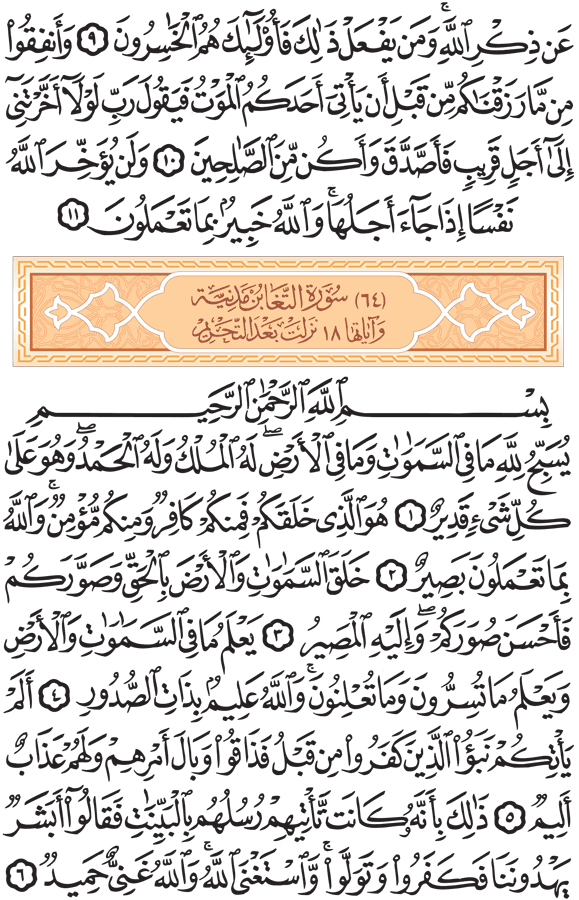 عَن ذِكْرِ ٱللَّهِۚ وَمَن يَفْعَلْ ذَٰلِكَ فَأُو۟لَٰٓئِكَ هُمُ ٱلْخَٰسِرُونَ ٩ وَأَنفِقُوا۟
مِن مَّا رَزَقْنَٰكُم مِّن قَبْلِ أَن يَأْتِىَ أَحَدَكُمُ ٱلْمَوْتُ فَيَقُولَ رَبِّ لَوْلَآ أَخَّرْتَنِىٓ
إِلَىٰٓ أَجَلٍ قَرِيبٍ فَأَصَّدَّقَ وَأَكُن مِّنَ ٱلصَّٰلِحِينَ ١٠ وَلَن يُؤَخِّرَ ٱللَّهُ
نَفْسًا إِذَا جَآءَ أَجَلُهَاۚ وَٱللَّهُ خَبِيرٌۢ بِمَا تَعْمَلُونَ ١١
(٦٤) سُورَةُ التَّغَابُنِ مَدَنِيَّة
وَآيَاتُهَا ١٨ نَزَلَتْ بَعْدَ التَّحْرِيمِ
بِسْمِ ٱللَّهِ ٱلرَّحْمَٰنِ ٱلرَّحِيمِ
يُسَبِّحُ لِلَّهِ مَا فِى ٱلسَّمَٰوَٰتِ وَمَا فِى ٱلْأَرْضِۖ لَهُ ٱلْمُلْكُ وَلَهُ ٱلْحَمْدُۖ وَهُوَ عَلَىٰ
كُلِّ شَىْءٍ قَدِيرٌ ١ هُوَ ٱلَّذِى خَلَقَكُمْ فَمِنكُمْ كَافِرٌ وَمِنكُم مُّؤْمِنٌۚ وَٱللَّهُ
بِمَا تَعْمَلُونَ بَصِيرٌ ٢ خَلَقَ ٱلسَّمَٰوَٰتِ وَٱلْأَرْضَ بِٱلْحَقِّ وَصَوَّرَكُمْ
فَأَحْسَنَ صُوَرَكُمْۖ وَإِلَيْهِ ٱلْمَصِيرُ ٣ يَعْلَمُ مَا فِى ٱلسَّمَٰوَٰتِ وَٱلْأَرْضِ
وَيَعْلَمُ مَا تُسِرُّونَ وَمَا تُعْلِنُونَۚ وَٱللَّهُ عَلِيمٌۢ بِذَاتِ ٱلصُّدُورِ ٤ أَلَمْ
يَأْتِكُمْ نَبَؤُا۟ ٱلَّذِينَ كَفَرُوا۟ مِن قَبْلُ فَذَاقُوا۟ وَبَالَ أَمْرِهِمْ وَلَهُمْ عَذَابٌ
أَلِيمٌ ٥ ذَٰلِكَ بِأَنَّهُۥ كَانَت تَّأْتِيهِمْ رُسُلُهُم بِٱلْبَيِّنَٰتِ فَقَالُوٓا۟ أَبَشَرٌ
يَهْدُونَنَا فَكَفَرُوا۟ وَتَوَلَّوا۟ۚ وَّٱسْتَغْنَى ٱللَّهُۚ وَٱللَّهُ غَنِىٌّ حَمِيدٌ ٦